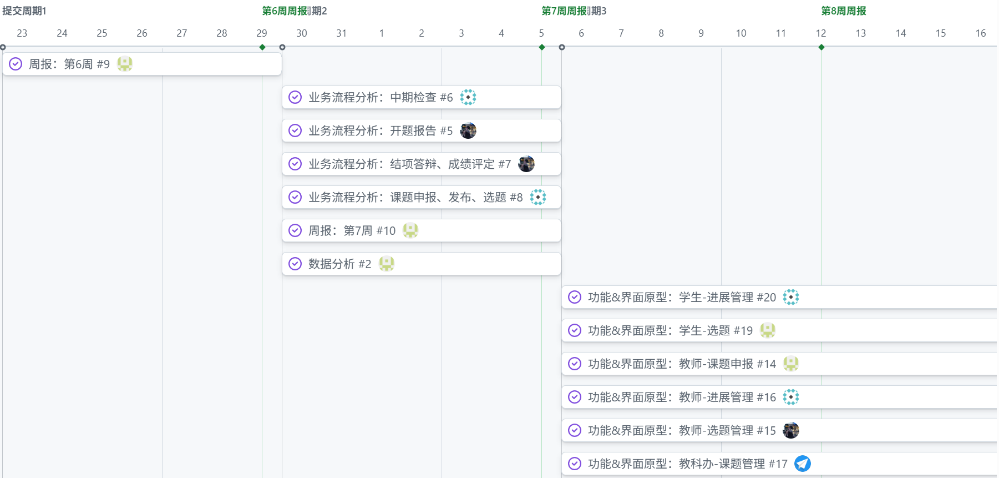 提交周期1 第6周周报 期2 第7周周报 期3 第8周周报
23 24 25 26 27 28 29 30 31 1 2 3 4 5 6 7 8 9 10 11 12 13 14 15 16
周报：第6周 #9
业务流程分析：中期检查 #6
业务流程分析：开题报告 #5
业务流程分析：结项答辩、成绩评定 #7
业务流程分析：课题申报、发布、选题 #8
周报：第7周 #10
数据分析 #2
功能&界面原型：学生-进展管理 #20
功能&界面原型：学生-选题 #19
功能&界面原型：教师-课题申报 #14
功能&界面原型：教师-进展管理 #16
功能&界面原型：教师-选题管理 #15
功能&界面原型：教科办-课题管理 #17